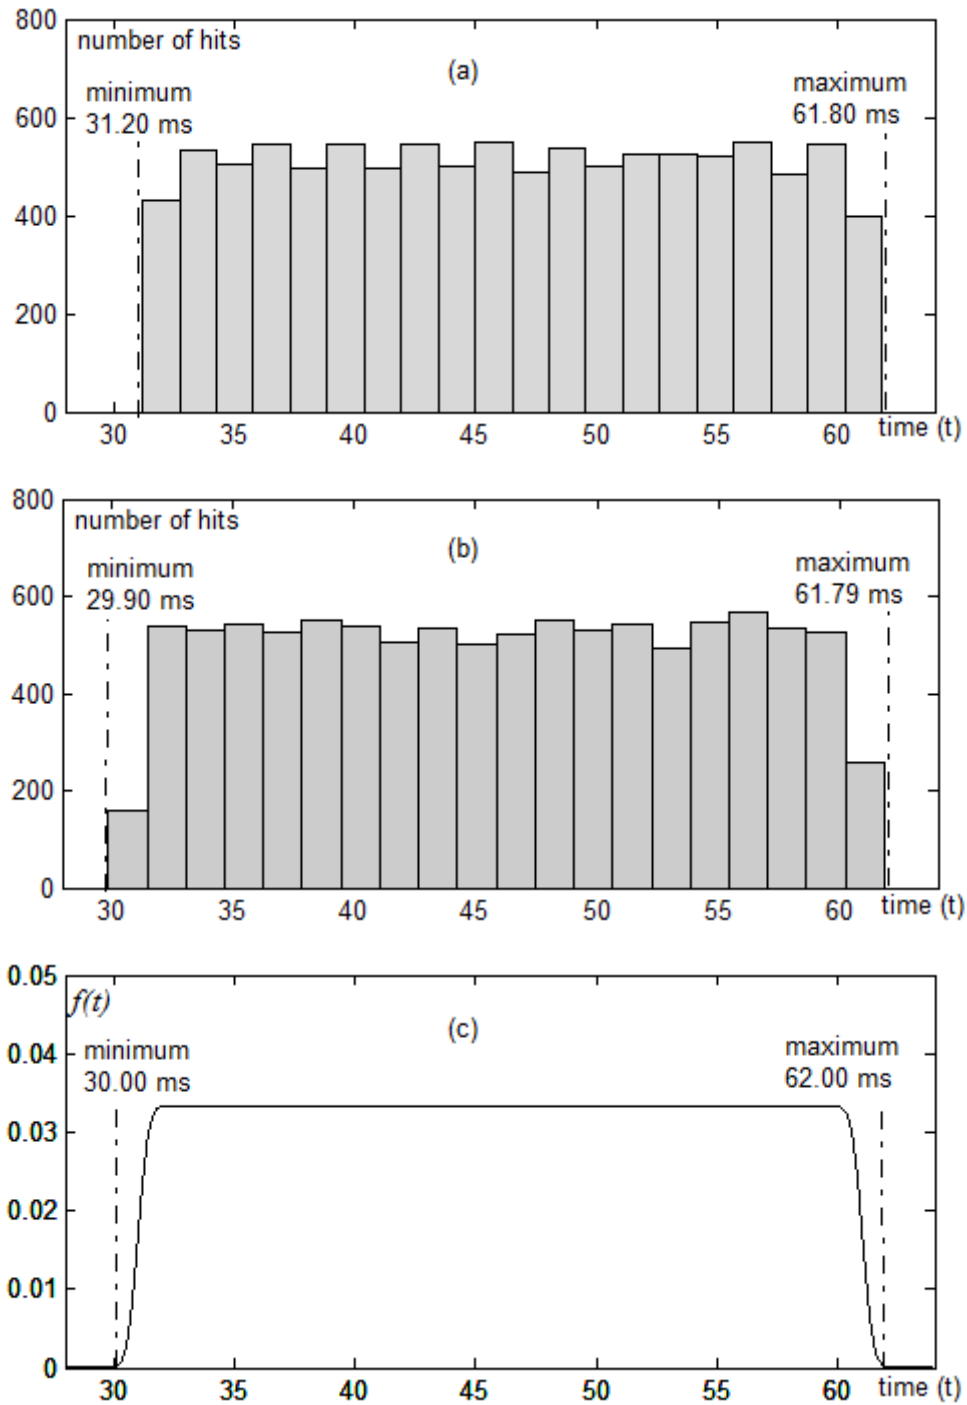 800
number of hits
(a)
minimum
31.20 ms
maximum
61.80 ms
600
400
200
0
30 35 40 45 50 55 60 time (t)
800
number of hits
(b)
minimum
29.90 ms
maximum
61.79 ms
600
400
200
0
30 35 40 45 50 55 60 time (t)
0.05
f(t)
(c)
minimum
30.00 ms
maximum
62.00 ms
0.04
0.03
0.02
0.01
0
30 35 40 45 50 55 60 time (t)